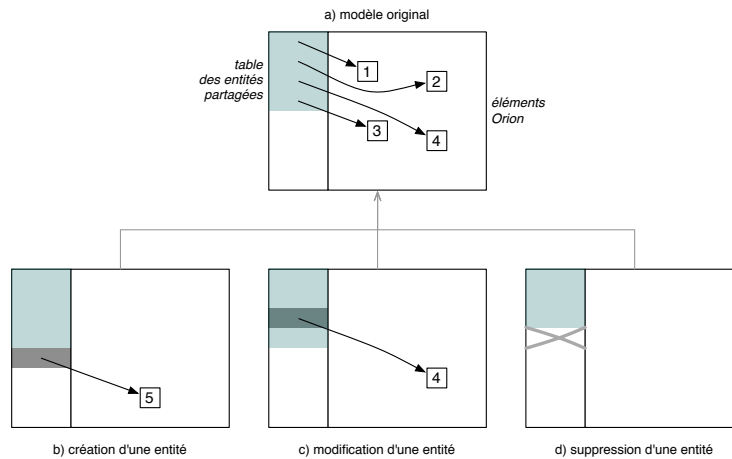 a) modèle original
table
des entités
partagées
1
2
3
4
éléments
Orion
5
4
b) création d'une entité
c) modification d'une entité
d) suppression d'une entité